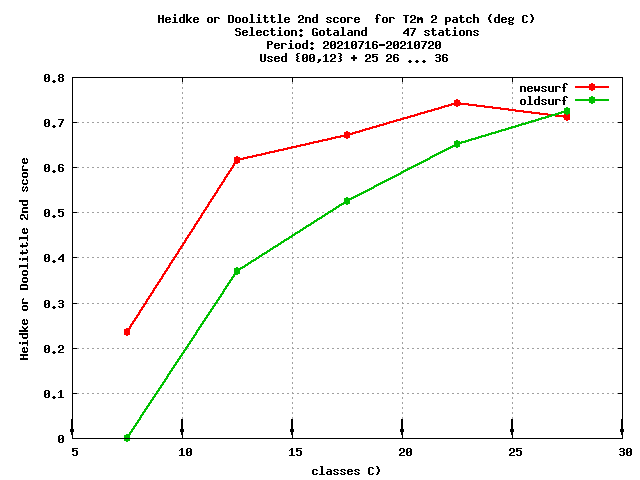 Heidke or Doolittle 2nd score  for T2m 2 patch (deg C)
Selection: Gotaland     47 stations
Period: 20210716-20210720
Used {00,12} + 25 26 ... 36
newsurf
oldsurf
0.8
0.7
0.6
0.5
0.4
0.3
0.2
0.1
0
Heidke or Doolittle 2nd score
5 10 15 20 25 30
classes C)